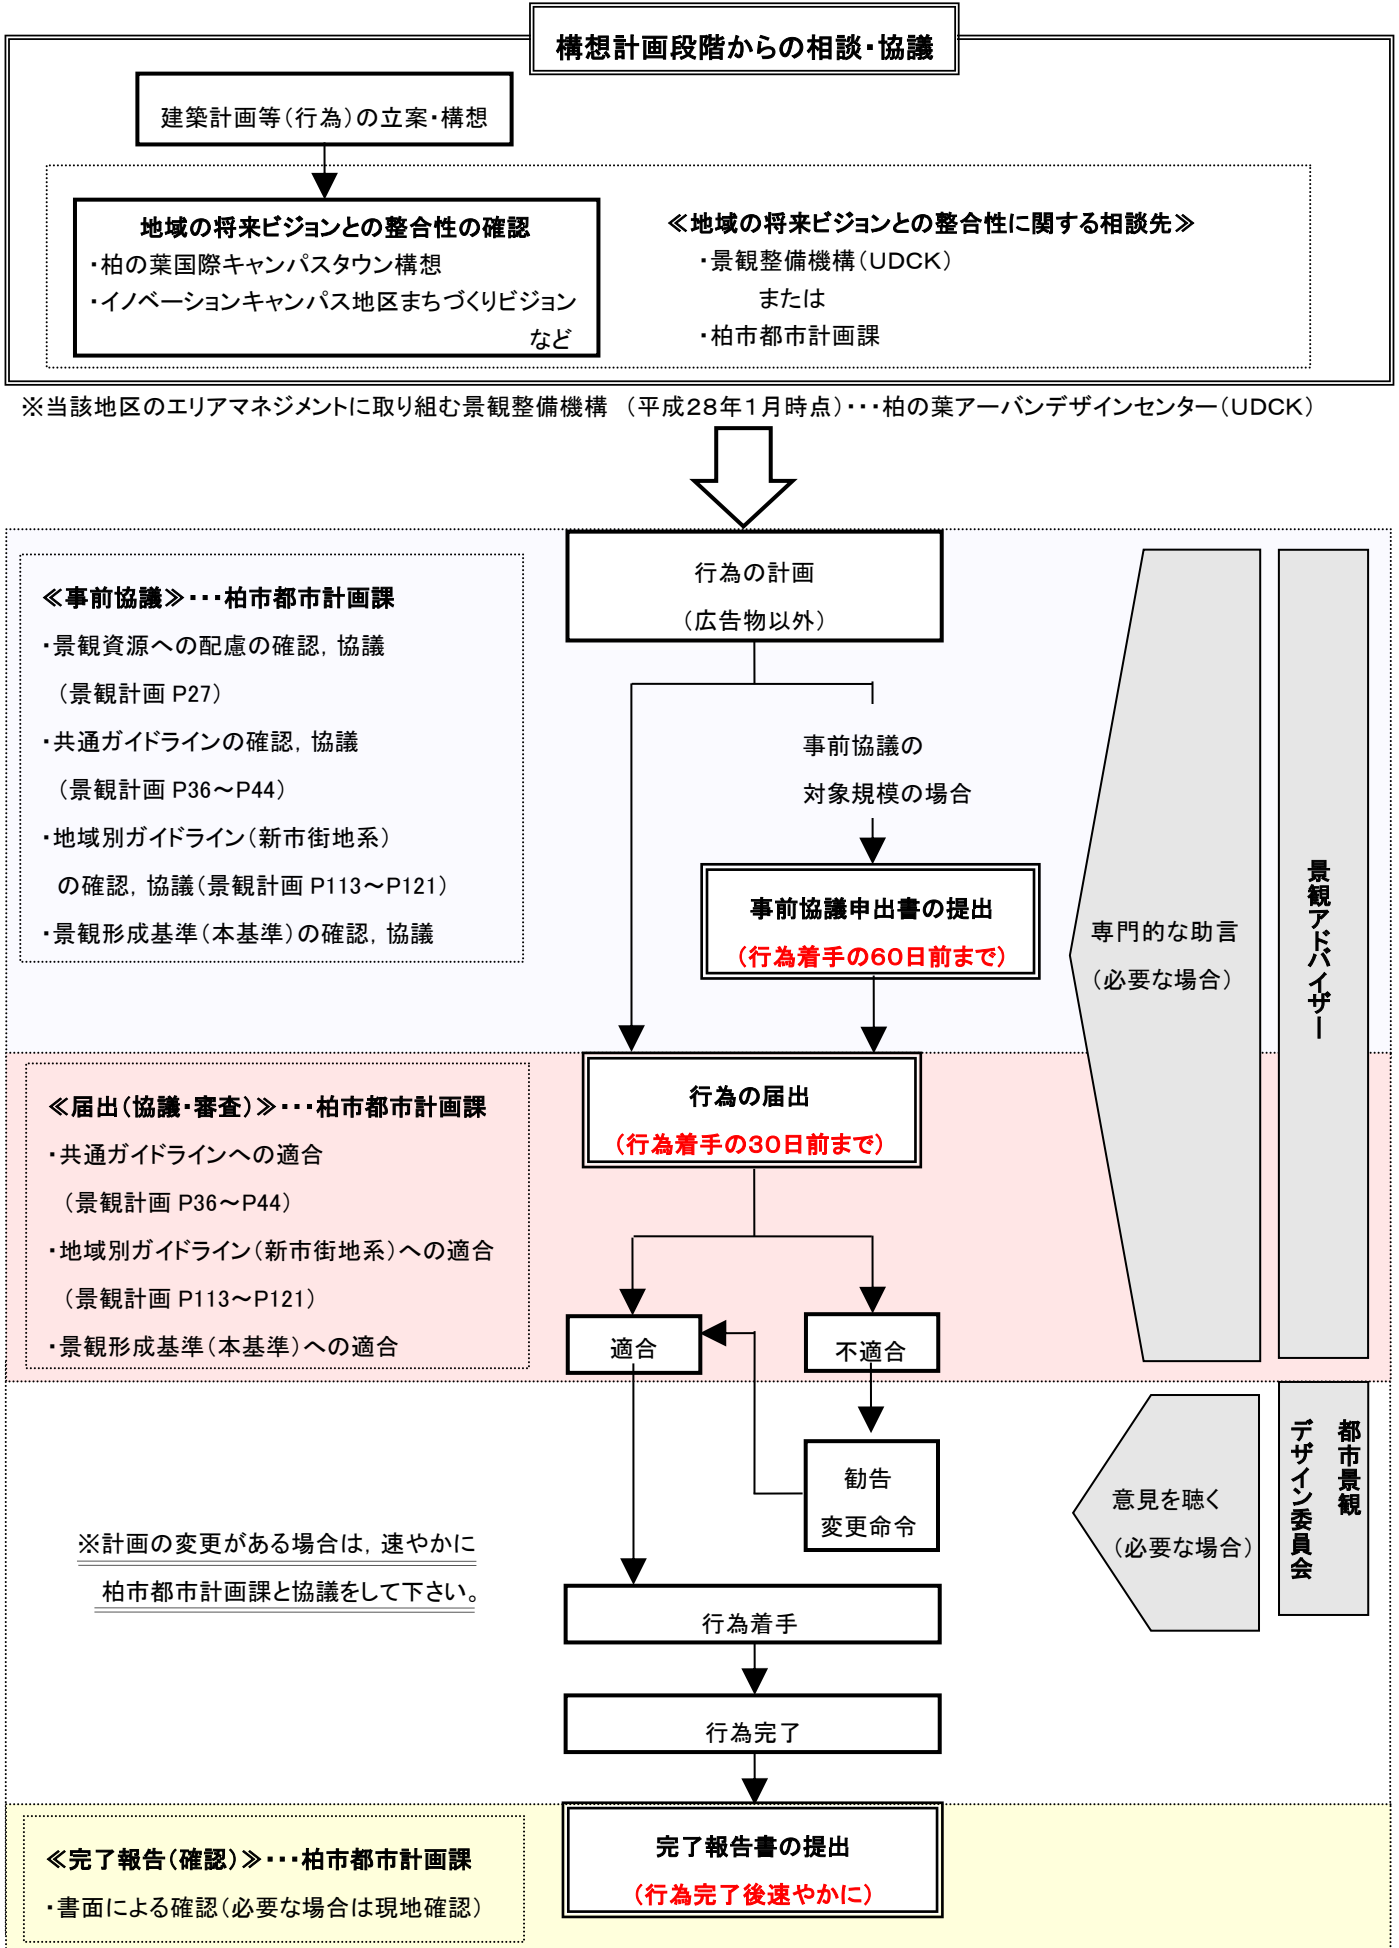 構想計画段階からの相談・協議
建築計画等（行為）の立案・構想
地域の将来ビジョンとの整合性の確認
・柏の葉国際キャンパスタウン構想
・イノベーションキャンパス地区まちづくりビジョン
など
≪地域の将来ビジョンとの整合性に関する相談先≫
・景観整備機構（UDCK）
または
・柏市都市計画課
※当該地区のエリアマネジメントに取り組む景観整備機構　（平成28年1月時点）・・・柏の葉アーバンデザインセンター（UDCK）
行為の計画
（広告物以外）
≪事前協議≫・・・柏市都市計画課
・景観資源への配慮の確認，協議
（景観計画 P27）
・共通ガイドラインの確認，協議
（景観計画 P36～P44）
・地域別ガイドライン（新市街地系）
の確認，協議（景観計画 P113～P121）
・景観形成基準（本基準）の確認，協議
事前協議の
対象規模の場合
事前協議申出書の提出
（行為着手の60日前まで）
専門的な助言
（必要な場合）
景観アドバイザー
≪届出（協議・審査）≫・・・柏市都市計画課
・共通ガイドラインへの適合
（景観計画 P36～P44）
・地域別ガイドライン（新市街地系）への適合
（景観計画 P113～P121）
・景観形成基準（本基準）への適合
行為の届出
（行為着手の30日前まで）
適合
不適合
勧告
変更命令
意見を聴く
（必要な場合）
都市景観
デザイン委員会
※計画の変更がある場合は，速やかに
柏市都市計画課と協議をして下さい。
行為着手
行為完了
≪完了報告（確認）≫・・・柏市都市計画課
・書面による確認（必要な場合は現地確認）
完了報告書の提出
（行為完了後速やかに）